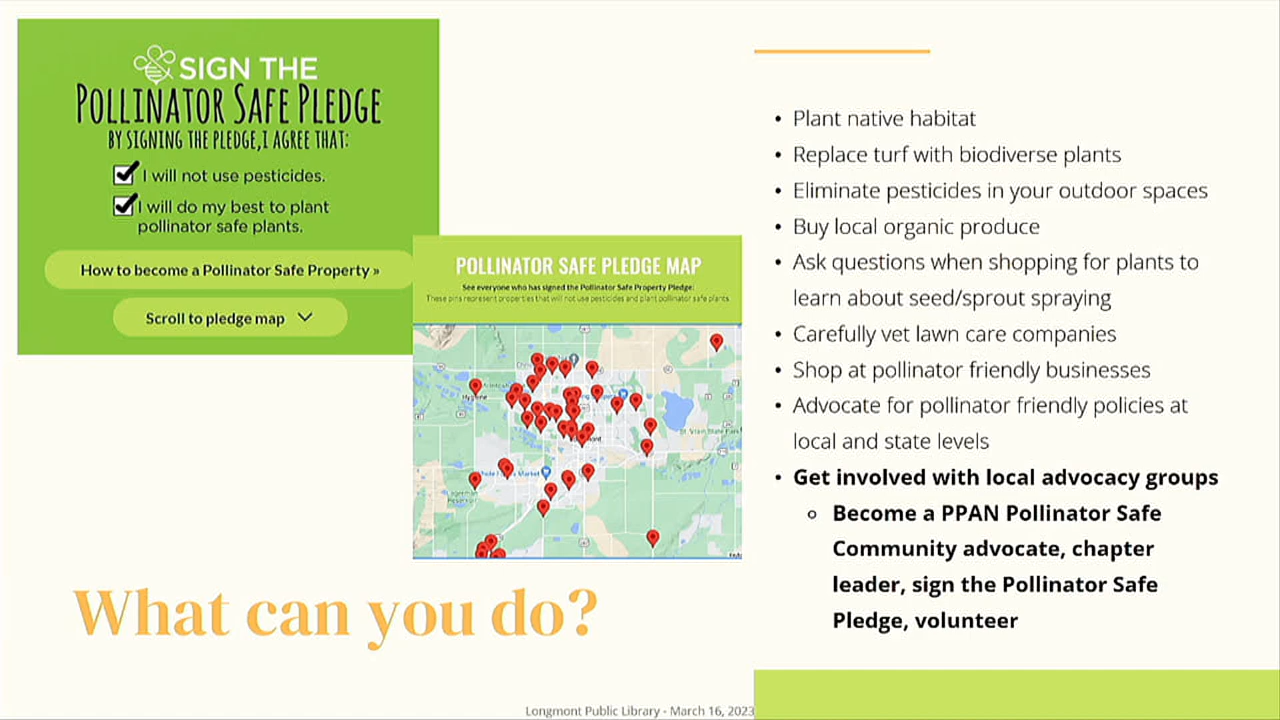 SIGN THE
POLLINATOR SAFE PLEDGE
BY SIGNING THE PLEDGE, I AGREE THAT:
I will not use pesticides.
I will do my best to plant
pollinator safe plants.
How to become a Pollinator Safe Property »
Scroll to pledge map
POLLINATOR SAFE PLEDGE MAP
See everyone who has signed the Pollinator Safe Property Pledge!
These pins represent properties that will not use pesticides and plant pollinator safe plants.
Hygiene
What can you do?
• Plant native habitat
• Replace turf with biodiverse plants
• Eliminate pesticides in your outdoor spaces
• Buy local organic produce
• Ask questions when shopping for plants to
learn about seed/sprout spraying
• Carefully vet lawn care companies
• Shop at pollinator friendly businesses
• Advocate for pollinator friendly policies at
local and state levels
• Get involved with local advocacy groups
○ Become a PPAN Pollinator Safe
Community advocate, chapter
leader, sign the Pollinator Safe
Pledge, volunteer
Longmont Public Library - March 16, 2023